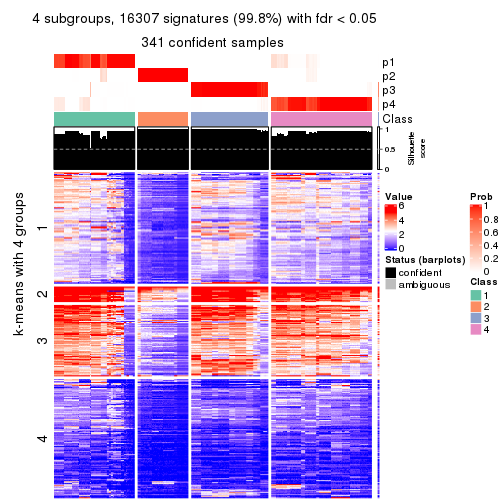 4 subgroups, 16307 signatures (99.8%) with fdr < 0.05
341 confident samples
p1
p2
p3
p4
Class
1
0.5
0
Silhouette
score
k-means with 4 groups
1
2
3
4
Value
6
4
2
0
Status (barplots)
confident
ambiguous
Prob
1
0.8
0.6
0.4
0.2
0
Class
1
2
3
4